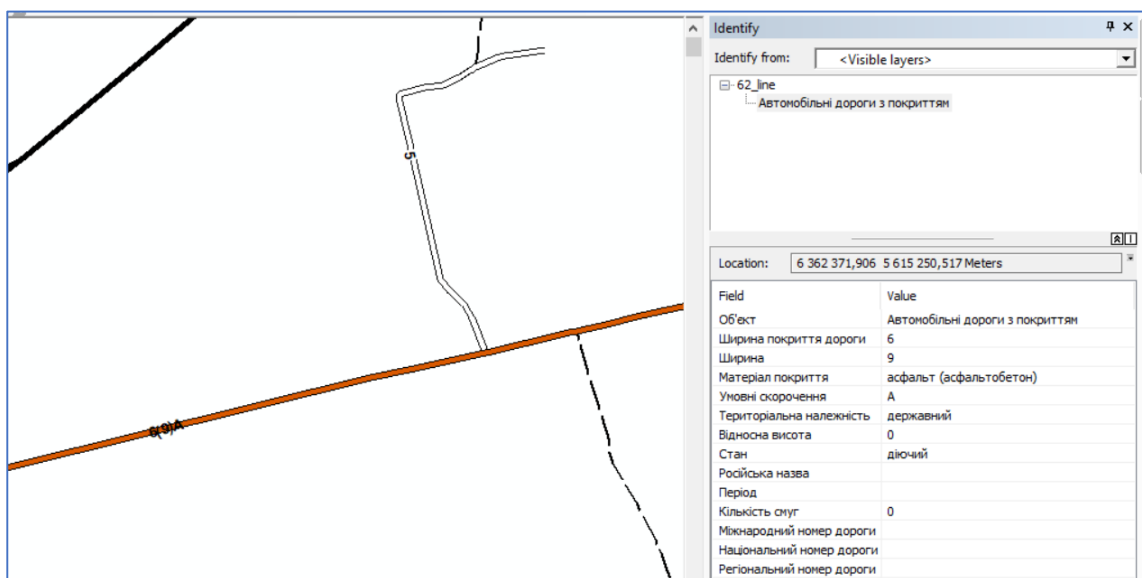 5
6(9)А
Identify
Identify from: <Visible layers>
62_line
Автомобільні дороги з покриттям
Location: 6 362 371,906 5 615 250,517 Meters
Field Value
Об'єкт Автомобільні дороги з покриттям
Ширина покриття дороги 6
Ширина 9
Матеріал покриття асфальт (асфальтобетон)
Умовні скорочення А
Територіальна належність державний
Відносна висота 0
Стан діючий
Російська назва
Період
Кількість смуг 0
Міжнародний номер дороги
Національний номер дороги
Регіональний номер дороги